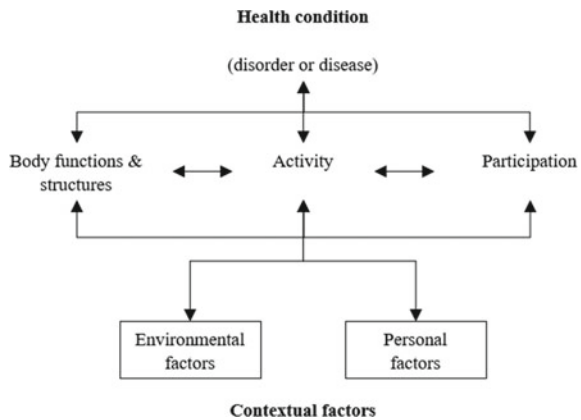 Health condition
(disorder or disease)
Body functions &
structures
Activity
Participation
Environmental
factors
Personal
factors
Contextual factors